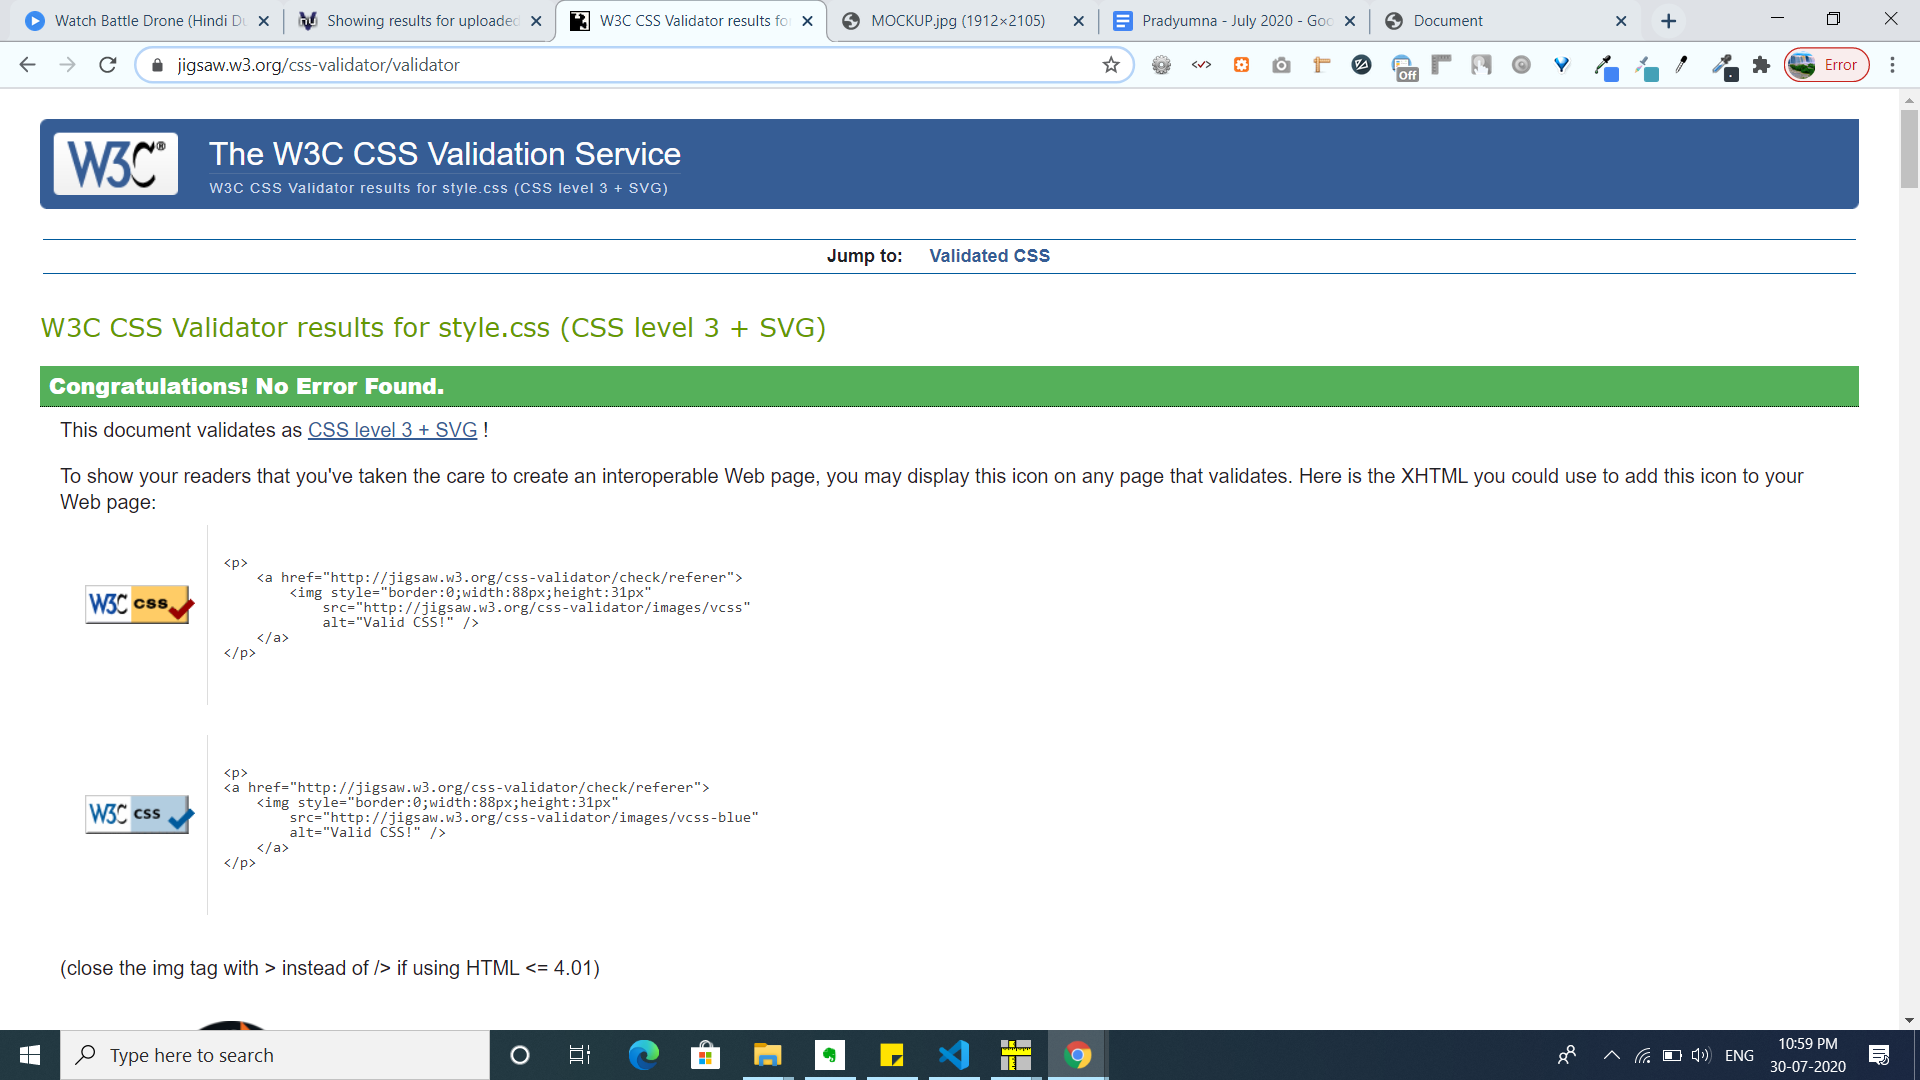 Watch Battle Drone (Hindi Du
Showing results for uploaded
W3C CSS Validator results fo
MOCKUP.jpg (1912×2105)
Pradyumna - July 2020 - Goo
Document
jigsaw.w3.org/css-validator/validator
Off
Error
W3C®
The W3C CSS Validation Service
W3C CSS Validator results for style.css (CSS level 3 + SVG)
Jump to: Validated CSS
W3C CSS Validator results for style.css (CSS level 3 + SVG)
Congratulations! No Error Found.
This document validates as CSS level 3 + SVG !
To show your readers that you've taken the care to create an interoperable Web page, you may display this icon on any page that validates. Here is the XHTML you could use to add this icon to your
Web page:
W3C css
<p>
<a href="http://jigsaw.w3.org/css-validator/check/referer">
<img style="border:0;width:88px;height:31px"
src="http://jigsaw.w3.org/css-validator/images/vcss"
alt="Valid CSS!" />
</a>
</p>
W3C css
<p>
<a href="http://jigsaw.w3.org/css-validator/check/referer">
<img style="border:0;width:88px;height:31px"
src="http://jigsaw.w3.org/css-validator/images/vcss-blue"
alt="Valid CSS!" />
</a>
</p>
(close the img tag with > instead of /> if using HTML <= 4.01)
Type here to search
ENG
10:59 PM
30-07-2020